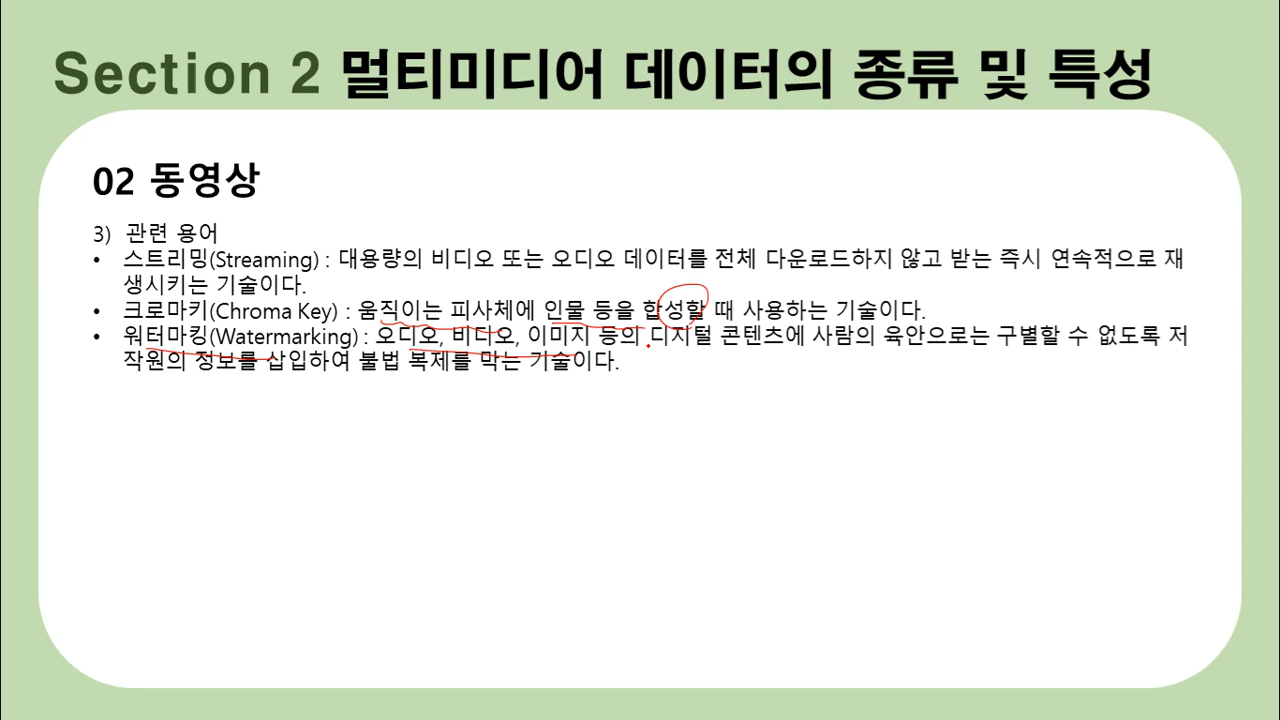 Section 2 멀티미디어 데이터의 종류 및 특성
02 동영상
3) 관련 용어
• 스트리밍(Streaming) : 대용량의 비디오 또는 오디오 데이터를 전체 다운로드하지 않고 받는 즉시 연속적으로 재
생시키는 기술이다.
• 크로마키(Chroma Key) : 움직이는 피사체에 인물 등을 합성할 때 사용하는 기술이다.
• 워터마킹(Watermarking) : 오디오, 비디오, 이미지 등의 디지털 콘텐츠에 사람의 육안으로는 구별할 수 없도록 저
작원의 정보를 삽입하여 불법 복제를 막는 기술이다.